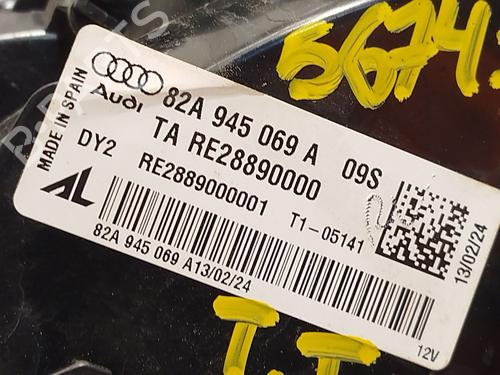 5674
Audi
82A 945 069 A 09S
TA RE28890000
MADE IN SPAIN
DY2
RE2889000001 T1-05141
AL
82A 945 069 A13/02/24
13/02/24
12V
I.T